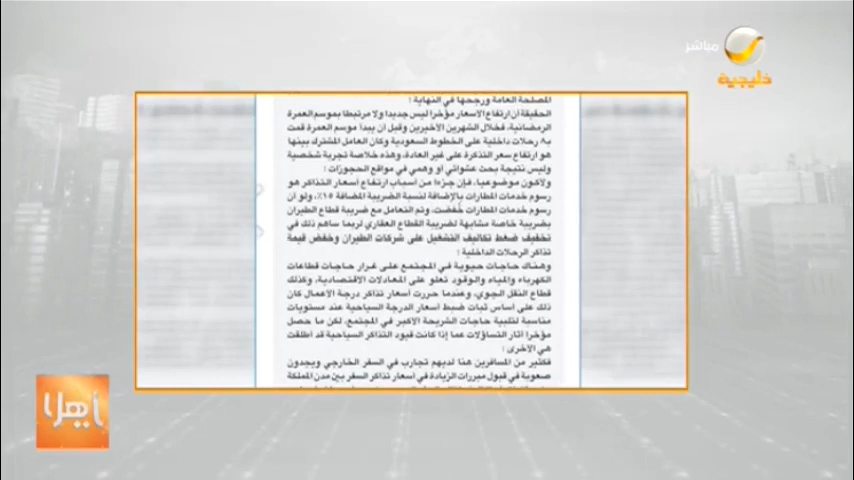 مباشر
خليجية
المصلحة العامة ورجحها في النهاية !
الحقيقة أن ارتفاع الأسعار مؤخرا ليس جديدا ولا مرتبطا بموسم العمرة
الرمضانية، فخلال الشهرين الأخيرين وقبل أن يبدأ موسم العمرة قمت
رحلات داخلية على الخطوط السعودية وكان العامل المشترك بينها
هو ارتفاع سعر التذكرة على غير العادة، وهذه خلاصة تجربة شخصية
وليس نتيجة بحث عشوائي أو وهمي في مواقع الحجوزات !
ولأكون موضوعيا، فإن جزءا من أسباب ارتفاع أسعار التذاكر هو
رسوم خدمات المطارات بالإضافة لنسبة الضريبة المضافة ١٥٪، ولو أن
رسوم خدمات المطارات خُفضت، وتم التعامل مع ضريبة قطاع الطيران
بضريبة خاصة مشابهة لضريبة القطاع العقاري لربما ساهم ذلك في
تخفيف ضغط تكاليف التشغيل على شركات الطيران وخفض قيمة
تذاكر الرحلات الداخلية !
وهناك حاجات حيوية في المجتمع على غرار حاجات قطاعات
الكهرباء والمياه والوقود تعلو على المعادلات الاقتصادية، وكذلك
قطاع النقل الجوي، وعندما حررت أسعار تذاكر درجة الأعمال كان
ذلك على أساس ثبات ضبط أسعار الدرجة السياحية عند مستويات
مناسبة لتلبية حاجات الشريحة الأكبر في المجتمع، لكن ما حصل
مؤخرا أثار التساؤلات عما إذا كانت قيود التذاكر السياحية قد أطلقت
هي الأخرى !
فكثير من المسافرين هنا لديهم تجارب في السفر الخارجي ويجدون
صعوبة في قبول مبررات الزيادة في أسعار تذاكر السفر بين مدن المملكة
يا هلا